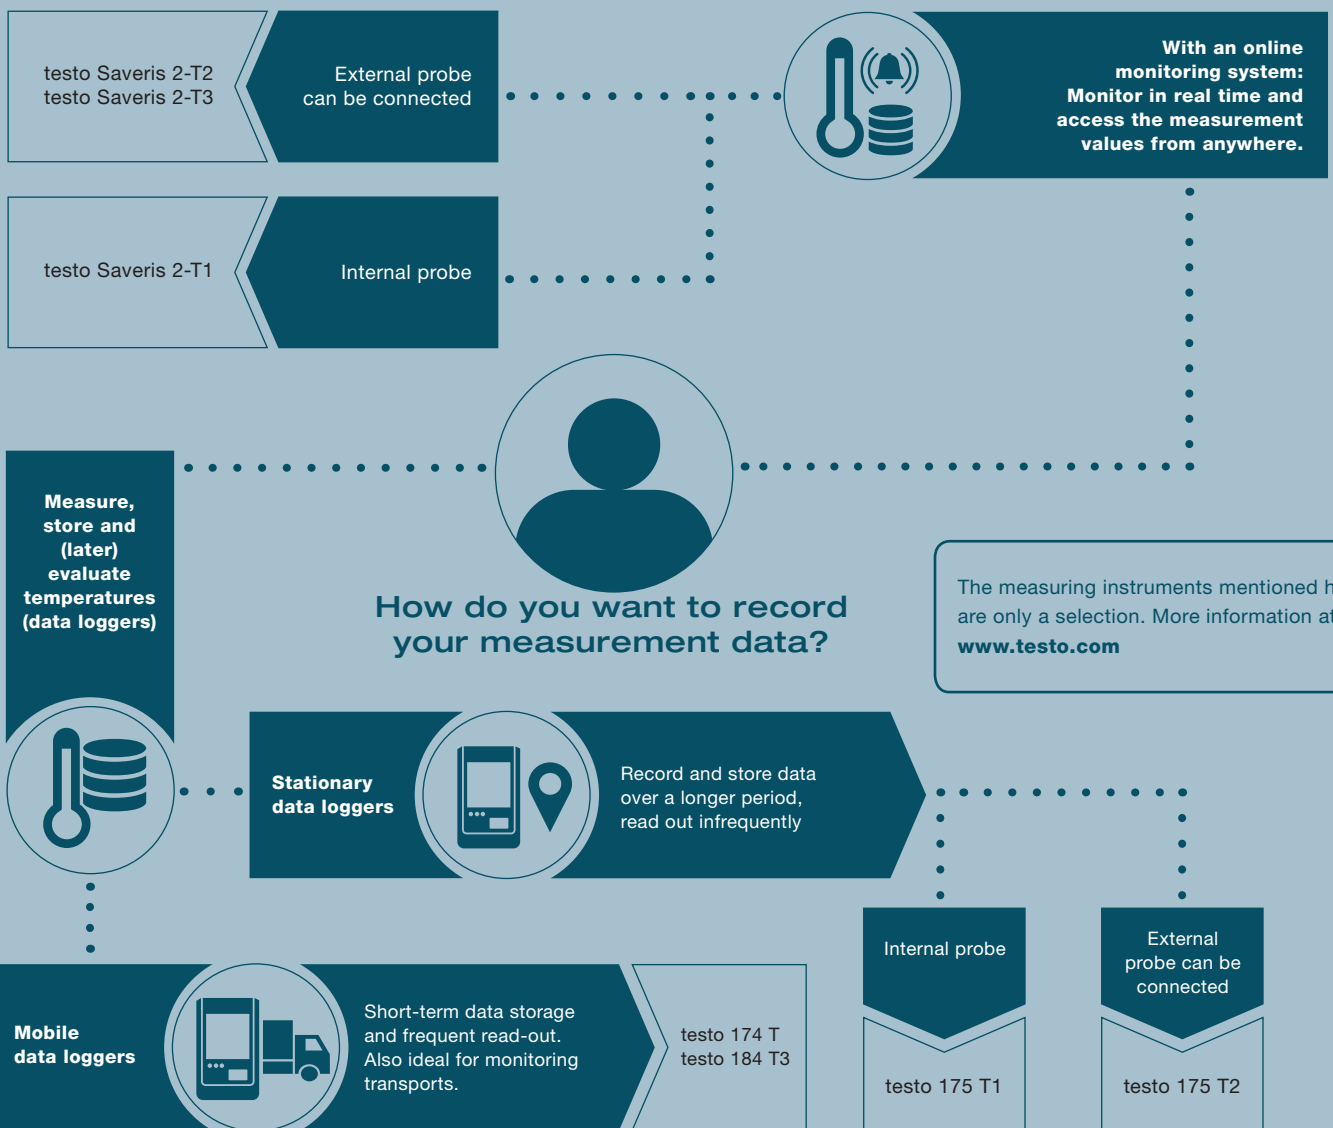 testo Saveris 2-T2
testo Saveris 2-T3
External probe
can be connected
With an online
monitoring system:
Monitor in real time and
access the measurement
values from anywhere.
testo Saveris 2-T1
Internal probe
Measure,
store and
(later)
evaluate
temperatures
(data loggers)
How do you want to record
your measurement data?
The measuring instruments mentioned
are only a selection. More information
www.testo.com
Stationary
data loggers
Record and store data
over a longer period,
read out infrequently
Internal probe
External
probe can be
connected
Mobile
data loggers
Short-term data storage
and frequent read-out.
Also ideal for monitoring
transports.
testo 174 T
testo 184 T3
testo 175 T1
testo 175 T2